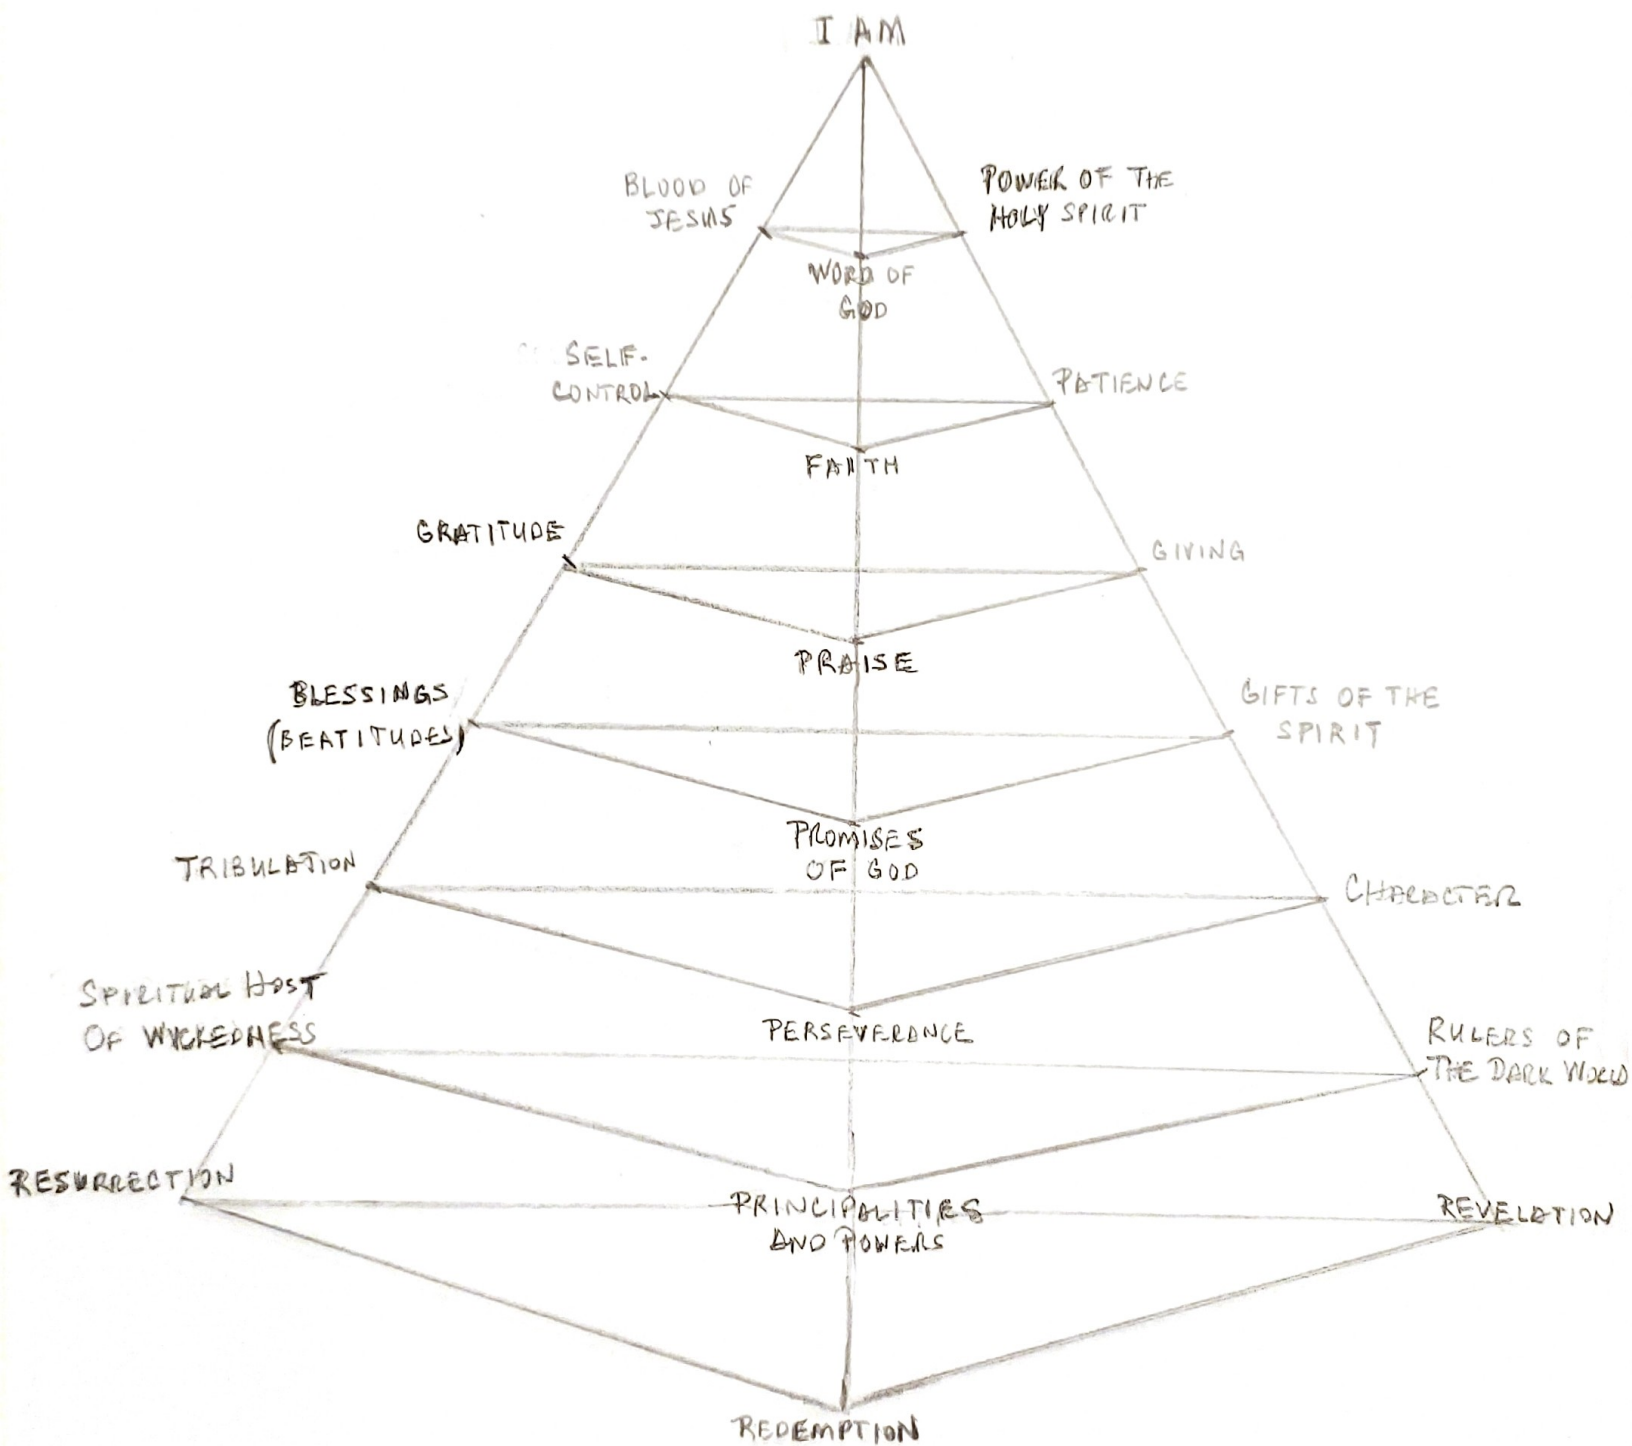 I AM
BLOOD OF
JESUS
POWER OF THE
HOLY SPIRIT
WORD OF
GOD
SELF-
CONTROL
PATIENCE
FAITH
GRATITUDE
GIVING
PRAISE
BLESSINGS
(BEATITUDES)
GIFTS OF THE
SPIRIT
PROMISES
OF GOD
TRIBULATION
CHARACTER
PERSEVERANCE
SPIRITUAL HOST
OF WICKEDNESS
RULERS OF
THE DARK WORLD
RESURRECTION
PRINCIPALITIES
AND POWERS
REVELATION
REDEMPTION